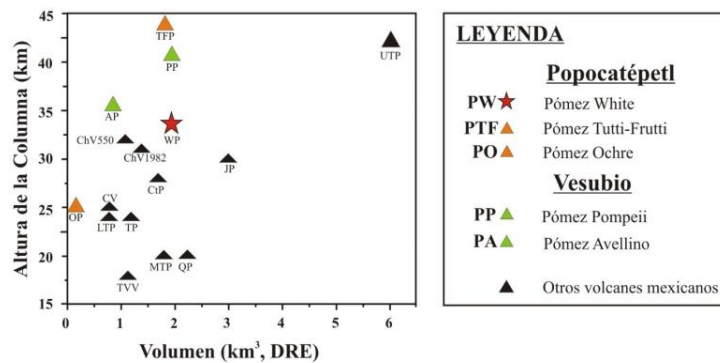 Altura de la Columna (km)
45
40
35
30
25
20
15
TFP
PP
UTP
AP
WP
ChV550
ChV1982
JP
CtP
CV
OP
LTP
TP
MTP
QP
TVV
0
1
2
3
4
5
6
Volumen (km³, DRE)
LEYENDA
Popocatépetl
PW Pómez White
PTF Pómez Tutti-Frutti
PO Pómez Ochre
Vesubio
PP Pómez Pompeii
PA Pómez Avellino
Otros volcanes mexicanos